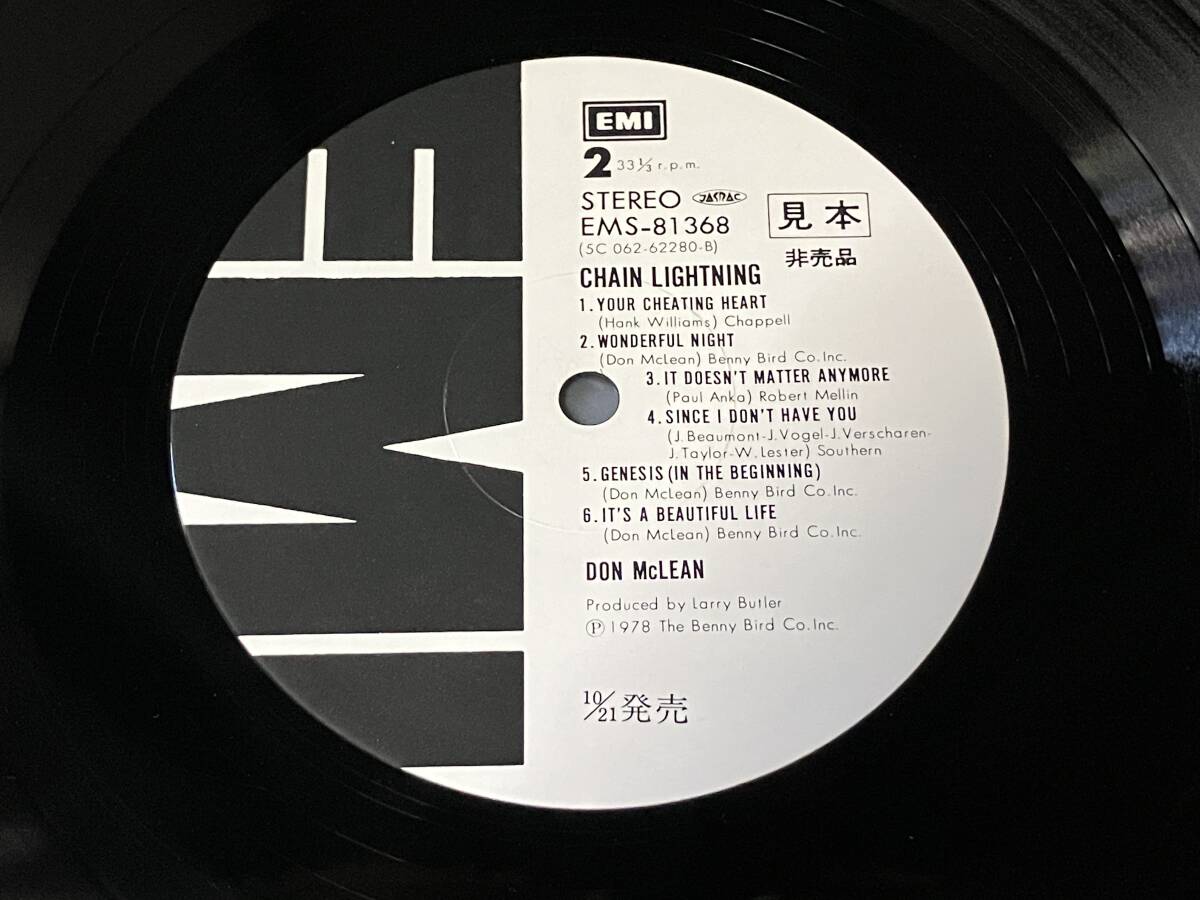 EMI
2 33⅓ r.p.m.
STEREO JASRAC 見本
EMS-81368
(5C 062-62280-B) 非売品
CHAIN LIGHTNING
1. YOUR CHEATING HEART
(Hank Williams) Chappell
2. WONDERFUL NIGHT
(Don McLean) Benny Bird Co. Inc.
3. IT DOESN'T MATTER ANYMORE
(Paul Anka) Robert Mellin
4. SINCE I DON'T HAVE YOU
(J. Beaumont-J. Vogel-J. Verscharen-
J. Taylor-W. Lester) Southern
5. GENESIS (IN THE BEGINNING)
(Don McLean) Benny Bird Co. Inc.
6. IT'S A BEAUTIFUL LIFE
(Don McLean) Benny Bird Co. Inc.
DON McLEAN
Produced by Larry Butler
Ⓟ 1978 The Benny Bird Co. Inc.
10/21発売
EMI